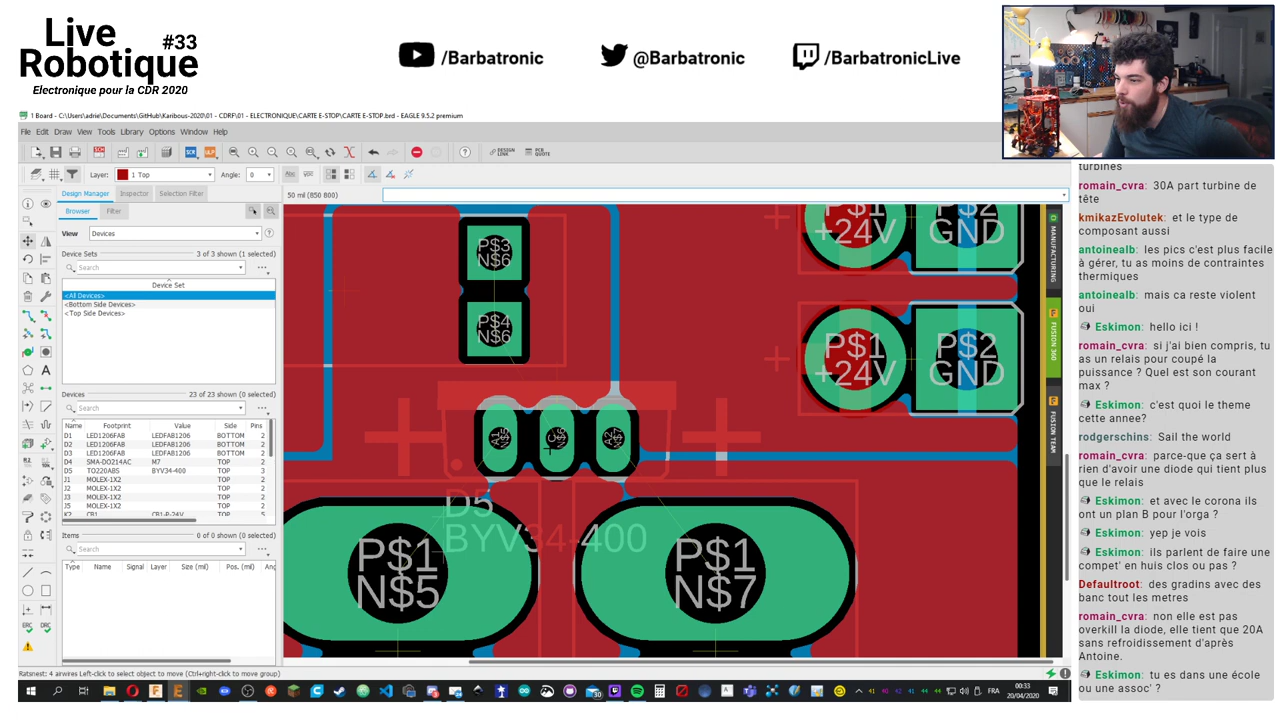 Live
Robotique #33
Electronique pour la CDR 2020
/Barbatronic
@Barbatronic
/BarbatronicLive
1 Board - C:\Users\adrie\Documents\GitHub\Karibous-2020\01 - CDRF\01 - ELECTRONIQUE\CARTE E-STOP\CARTE E-STOP.brd - EAGLE 9.5.2 premium
File Edit Draw View Tools Library Options Window Help
DESIGN LINK
PCB QUOTE
Layer: 1 Top Angle: 0
Design Manager Inspector Selection Filter
50 mil (850 800)
Browser Filter
View Devices
Device Sets 3 of 3 shown (1 selected)
Search
Device Set
<All Devices>
<Bottom Side Devices>
<Top Side Devices>
Devices 23 of 23 shown (0 selected)
Search
Name Footprint Value Side Pins
D1 LED1206FAB LEDFAB1206 BOTTOM 2
D2 LED1206FAB LEDFAB1206 BOTTOM 2
D3 LED1206FAB LEDFAB1206 BOTTOM 2
D4 SMA-DO214AC M7 TOP 2
D5 TO220ABS BYV34-400 TOP 3
J1 MOLEX-1X2 TOP 2
J2 MOLEX-1X2 TOP 2
J3 MOLEX-1X2 TOP 2
J5 MOLEX-1X2 TOP 2
Items 0 of 0 shown (0 selected)
Search
Type Name Signal Layer Size (mil) Pos. (mil) Ang
P$3
N$6
P$4
N$6
P$1
+24V
P$2
GND
P$1
+24V
P$2
GND
D5
BYV34-400
P$1
N$5
P$1
N$7
MANUFACTURING
FUSION 360
FUSION TEAM
Ratsnest: 4 airwires Left-click to select object to move (Ctrl+right-click to move group)
FRA
00:33
20/04/2020
turbines
romain_cvra: 30A part turbine de
tête
kmikazEvolutek: et le type de
composant aussi
antoinealb: les pics c'est plus facile
à gérer, tu as moins de contraintes
thermiques
antoinealb: mais ca reste violent
oui
Eskimon: hello ici !
romain_cvra: si j'ai bien compris, tu
as un relais pour coupé la
puissance ? Quel est son courant
max ?
Eskimon: c'est quoi le theme
cette annee?
rodgerschins: Sail the world
romain_cvra: parce-que ça sert à
rien d'avoir une diode qui tient plus
que le relais
Eskimon: et avec le corona ils
ont un plan B pour l'orga ?
Eskimon: yep je vois
Eskimon: ils parlent de faire une
compet' en huis clos ou pas ?
Defaultroot: des gradins avec des
banc tout les metres
romain_cvra: non elle est pas
overkill la diode, elle tient que 20A
sans refroidissement d'après
Antoine.
Eskimon: tu es dans une école
ou une assoc' ?